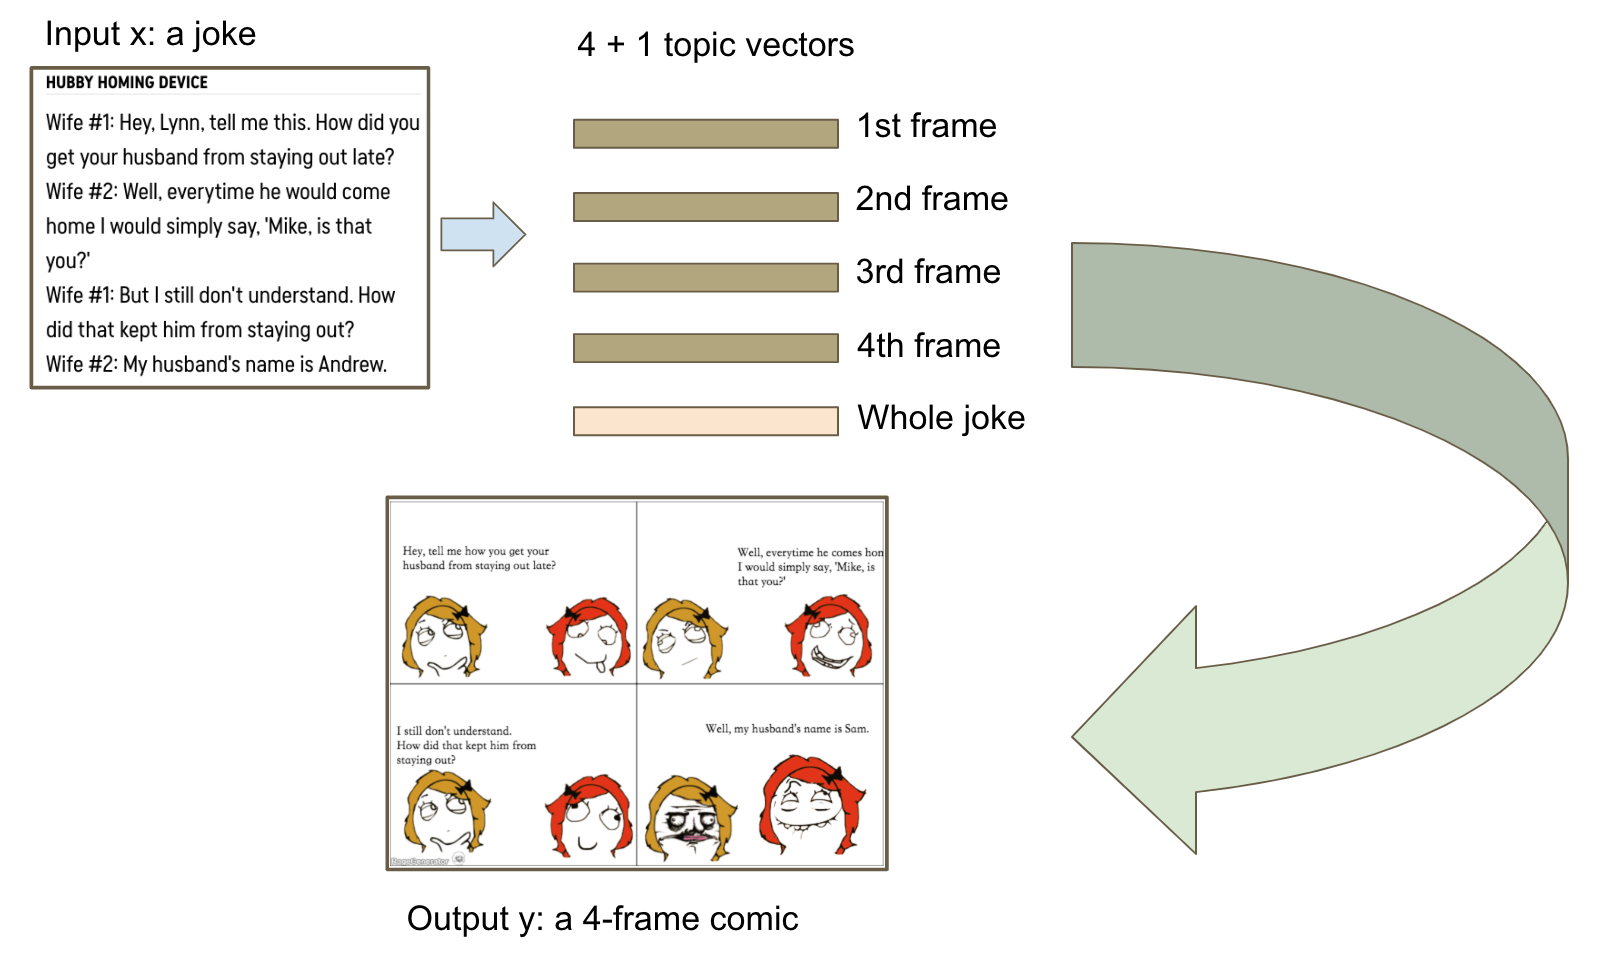 Input x: a joke
HUBBY HOMING DEVICE
Wife #1: Hey, Lynn, tell me this. How did you
get your husband from staying out late?
Wife #2: Well, everytime he would come
home I would simply say, 'Mike, is that
you?'
Wife #1: But I still don't understand. How
did that kept him from staying out?
Wife #2: My husband's name is Andrew.
4 + 1 topic vectors
1st frame
2nd frame
3rd frame
4th frame
Whole joke
Hey, tell me how you get your
husband from staying out late?
Well, everytime he comes hon
I would simply say, 'Mike, is
that you?'
I still don't understand.
How did that kept him from
staying out?
Well, my husband's name is Sam.
RageGenerator
Output y: a 4-frame comic